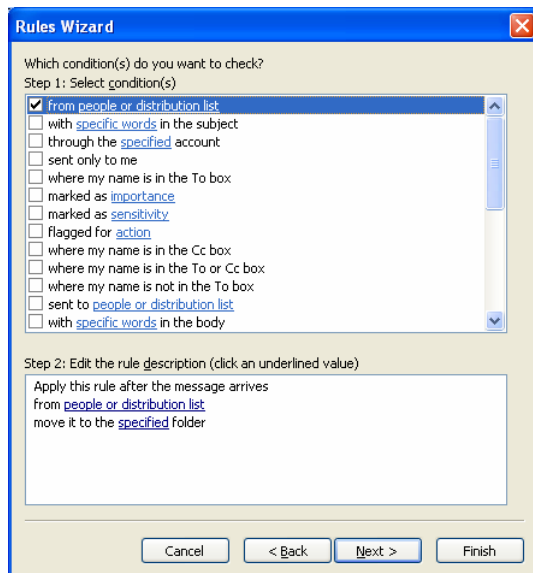 Rules Wizard
Which condition(s) do you want to check?
Step 1: Select condition(s)
from people or distribution list
with specific words in the subject
through the specified account
sent only to me
where my name is in the To box
marked as importance
marked as sensitivity
flagged for action
where my name is in the Cc box
where my name is in the To or Cc box
where my name is not in the To box
sent to people or distribution list
with specific words in the body
Step 2: Edit the rule description (click an underlined value)
Apply this rule after the message arrives
from people or distribution list
move it to the specified folder
Cancel < Back Next > Finish